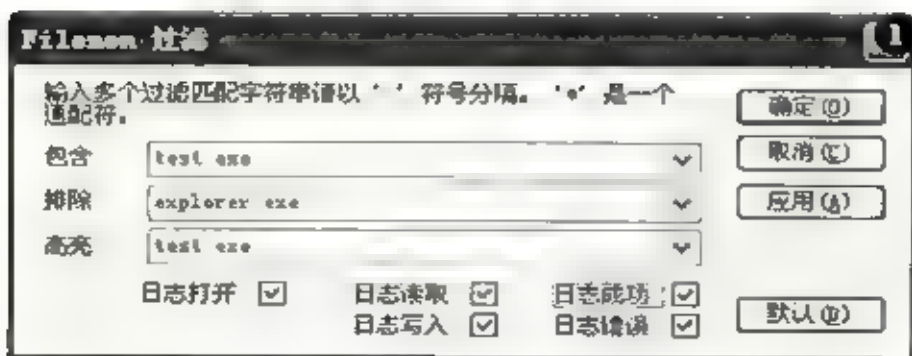 Filemon 过滤
输入多个过滤匹配字符串请以 ' ' 符号分隔。 '*' 是一个
通配符。
确定(O)
包含 test exe
取消(C)
排除 explorer exe
应用(A)
高亮 test exe
日志打开 日志读取 日志成功
日志写入 日志错误
默认(D)